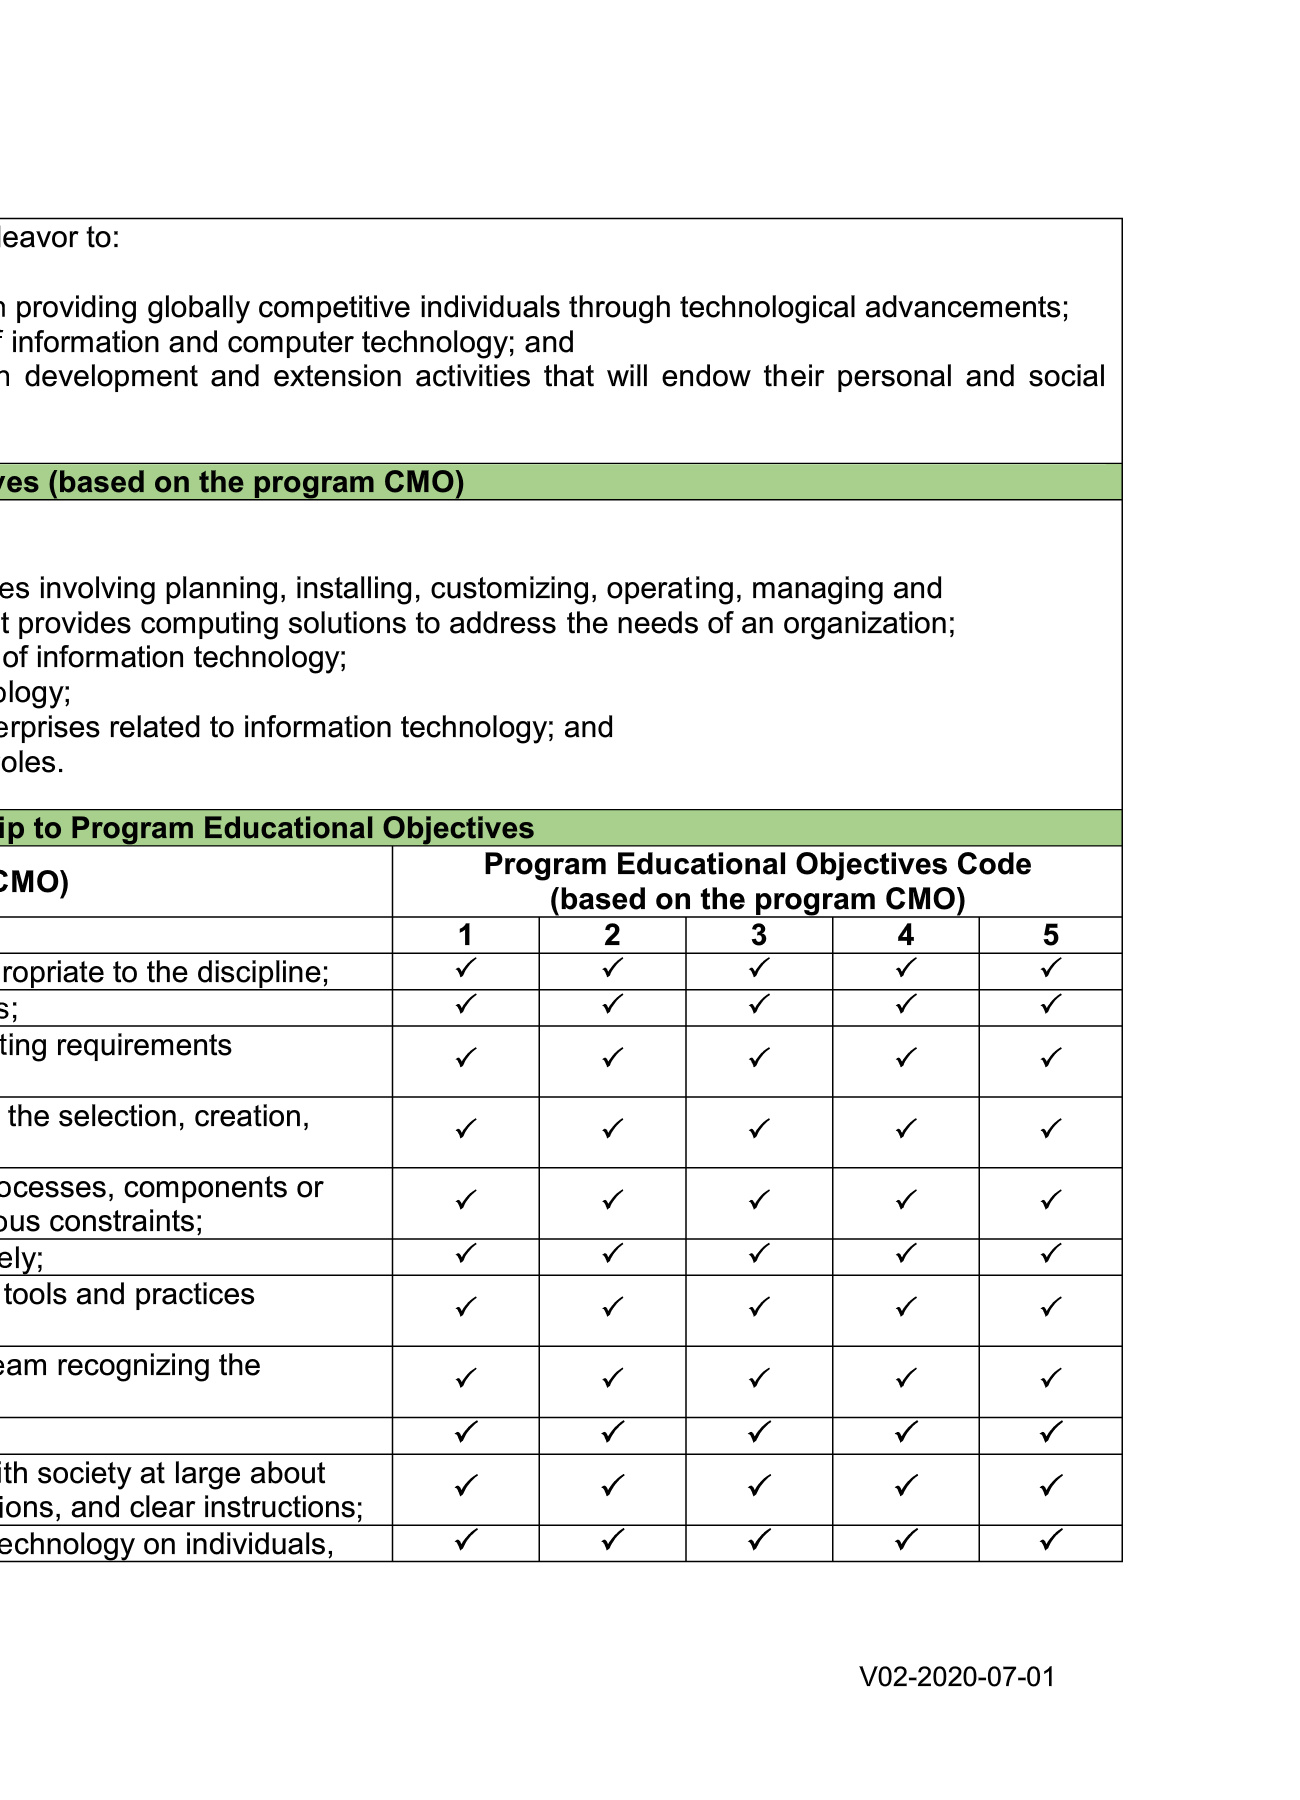 leavor to:
n providing globally competitive individuals through technological advancements;
f information and computer technology; and
n development and extension activities that will endow their personal and social
ves (based on the program CMO)
es involving planning, installing, customizing, operating, managing and
t provides computing solutions to address the needs of an organization;
of information technology;
ology;
erprises related to information technology; and
oles.
ip to Program Educational Objectives
CMO)
Program Educational Objectives Code
(based on the program CMO)
1 2 3 4 5
ropriate to the discipline; ✓ ✓ ✓ ✓ ✓
s; ✓ ✓ ✓ ✓ ✓
ting requirements ✓ ✓ ✓ ✓ ✓
the selection, creation, ✓ ✓ ✓ ✓ ✓
ocesses, components or
ous constraints; ✓ ✓ ✓ ✓ ✓
ely; ✓ ✓ ✓ ✓ ✓
tools and practices ✓ ✓ ✓ ✓ ✓
eam recognizing the ✓ ✓ ✓ ✓ ✓
✓ ✓ ✓ ✓ ✓
ith society at large about
ions, and clear instructions; ✓ ✓ ✓ ✓ ✓
echnology on individuals, ✓ ✓ ✓ ✓ ✓
V02-2020-07-01